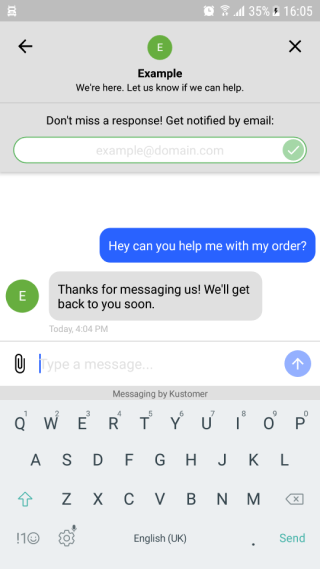 35% 16:05
E
Example
We're here. Let us know if we can help.
Don't miss a response! Get notified by email:
example@domain.com
Hey can you help me with my order?
E
Thanks for messaging us! We'll get
back to you soon.
Today, 4:04 PM
Type a message...
Messaging by Kustomer
1 2 3 4 5 6 7 8 9 0
Q W E R T Y U I O P
A S D F G H J K L
Z X C V B N M
!1☺ English (UK) . Send